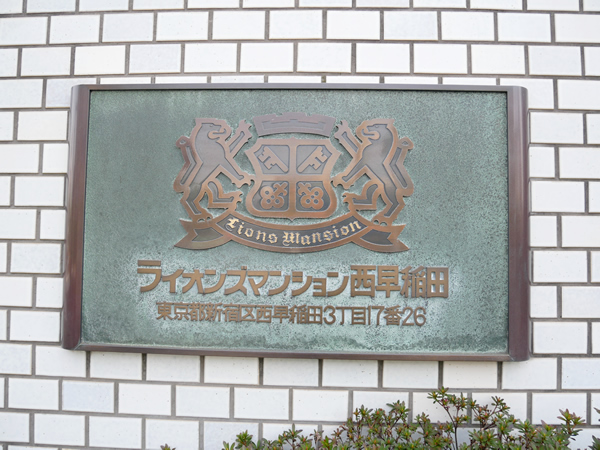 Lions Mansion
ライオンズマンション西早稲田
東京都新宿区西早稲田3丁目17番26